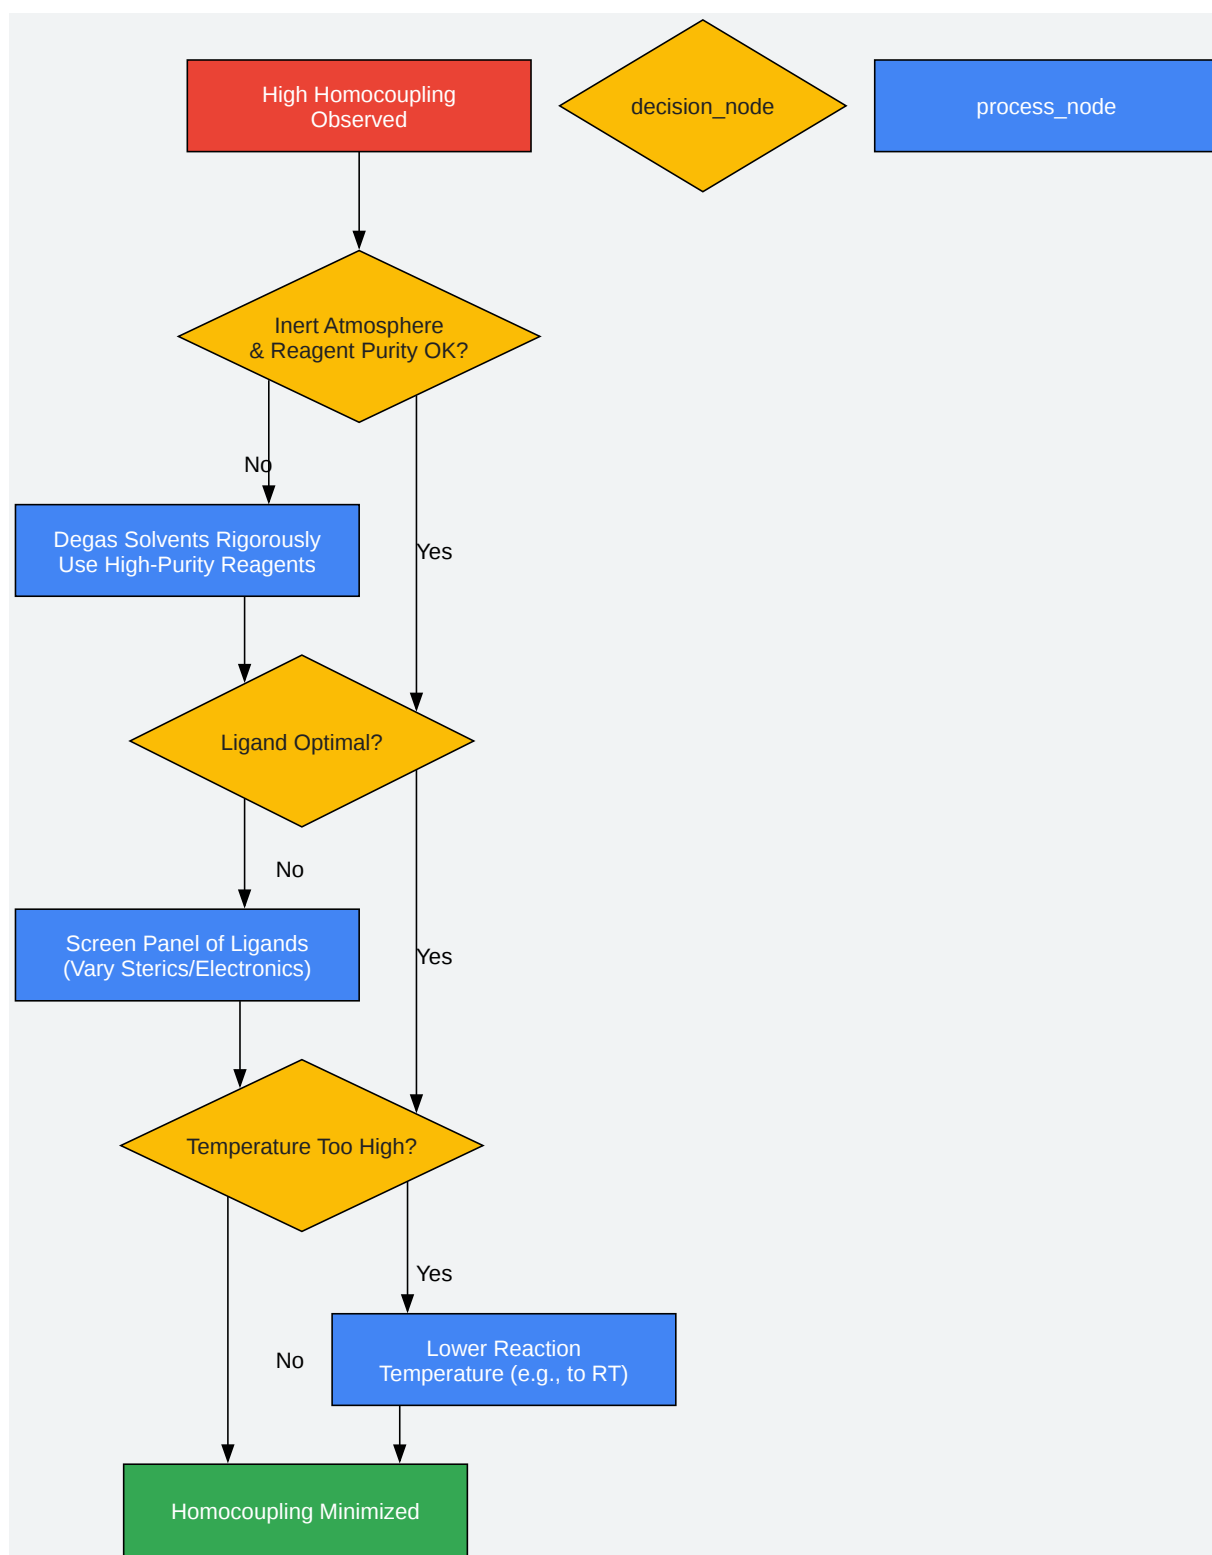 High Homocoupling
Observed
decision_node
process_node
Inert Atmosphere
& Reagent Purity OK?
No
Degas Solvents Rigorously
Use High-Purity Reagents
Yes
Ligand Optimal?
No
Screen Panel of Ligands
(Vary Sterics/Electronics)
Yes
Temperature Too High?
Yes
Lower Reaction
Temperature (e.g., to RT)
No
Homocoupling Minimized